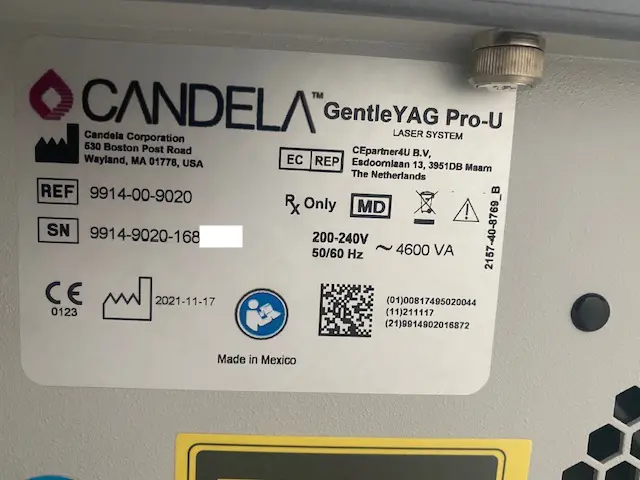 CANDELA™
GentleYAG Pro-U
LASER SYSTEM
Candela Corporation
530 Boston Post Road
Wayland, MA 01778, USA
EC REP
CEpartner4U B.V,
Esdoornlaan 13, 3951DB Maarn
The Netherlands
REF 9914-00-9020
Rx Only
MD
SN 9914-9020-168
200-240V
50/60 Hz
~ 4600 VA
2157-40-8769_B
CE
0123
2021-11-17
(01)00817495020044
(11)211117
(21)9914902016872
Made in Mexico